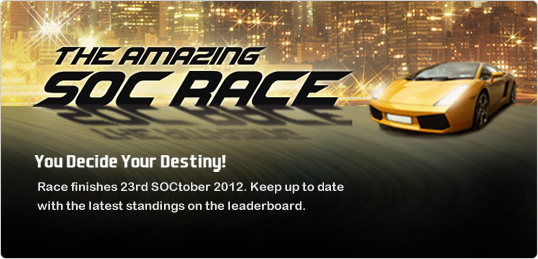 THE AMAZING
SOC RACE
You Decide Your Destiny!
Race finishes 23rd SOCtober 2012. Keep up to date
with the latest standings on the leaderboard.